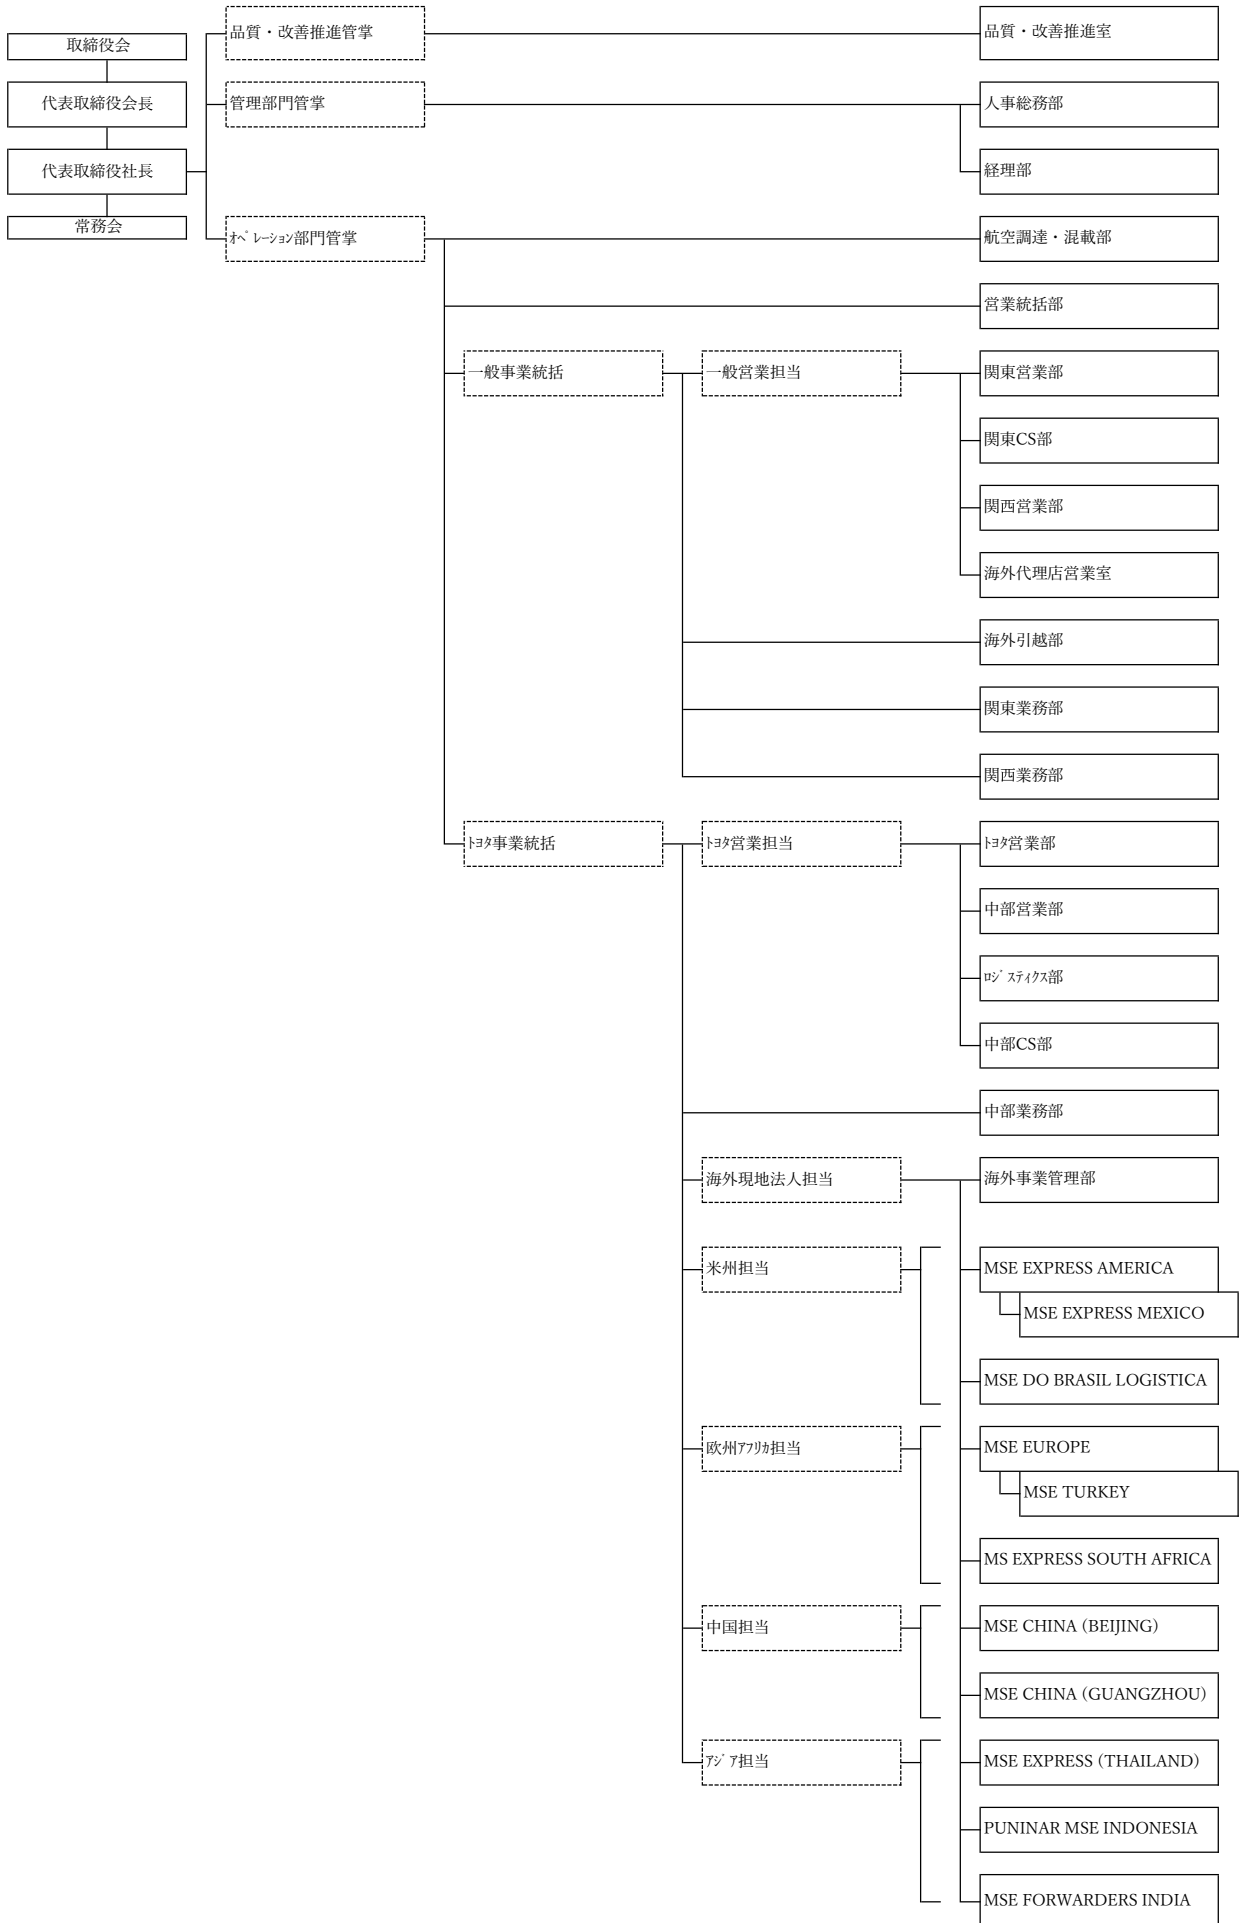 取締役会
代表取締役会長
代表取締役社長
常務会
品質・改善推進管掌
品質・改善推進室
管理部門管掌
人事総務部
経理部
ｵﾍﾟﾚｰｼｮﾝ部門管掌
航空調達・混載部
営業統括部
一般事業統括
一般営業担当
関東営業部
関東CS部
関西営業部
海外代理店営業室
海外引越部
関東業務部
関西業務部
ﾄﾖﾀ事業統括
ﾄﾖﾀ営業担当
ﾄﾖﾀ営業部
中部営業部
ﾛｼﾞｽﾃｨｸｽ部
中部CS部
中部業務部
海外現地法人担当
海外事業管理部
米州担当
MSE EXPRESS AMERICA
MSE EXPRESS MEXICO
MSE DO BRASIL LOGISTICA
欧州ｱﾌﾘｶ担当
MSE EUROPE
MSE TURKEY
MS EXPRESS SOUTH AFRICA
中国担当
MSE CHINA (BEIJING)
MSE CHINA (GUANGZHOU)
ｱｼﾞｱ担当
MSE EXPRESS (THAILAND)
PUNINAR MSE INDONESIA
MSE FORWARDERS INDIA